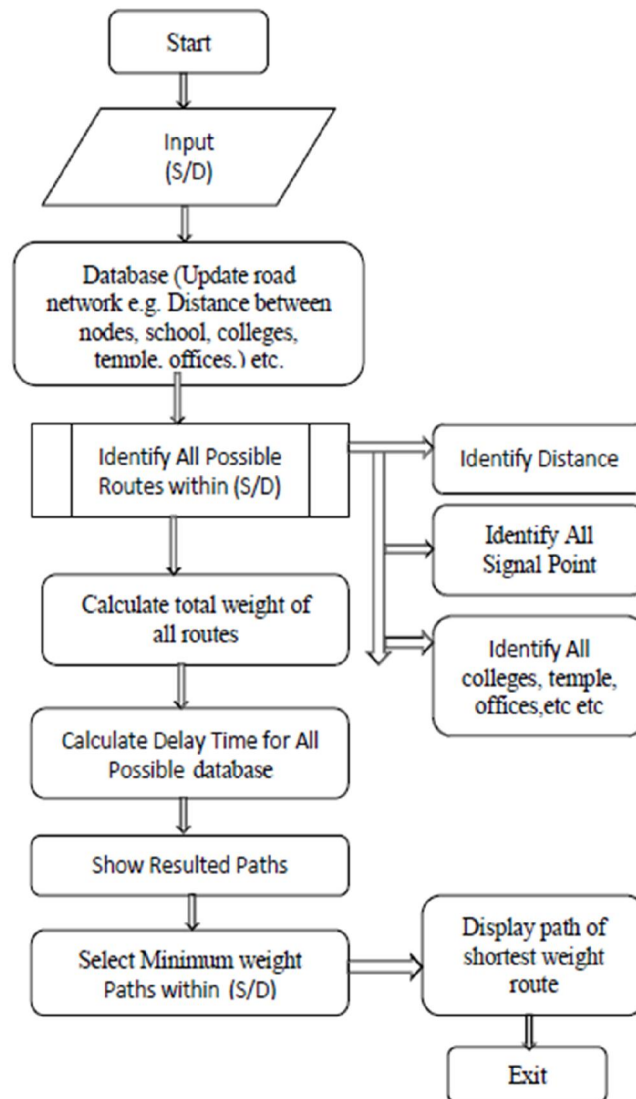 Start
Input
(S/D)
Database (Update road
network e.g. Distance between
nodes, school, colleges,
temple, offices,) etc.
Identify All Possible
Routes within (S/D)
Identify Distance
Identify All
Signal Point
Identify All
colleges, temple,
offices,etc etc
Calculate total weight of
all routes
Calculate Delay Time for All
Possible database
Show Resulted Paths
Select Minimum weight
Paths within (S/D)
Display path of
shortest weight
route
Exit